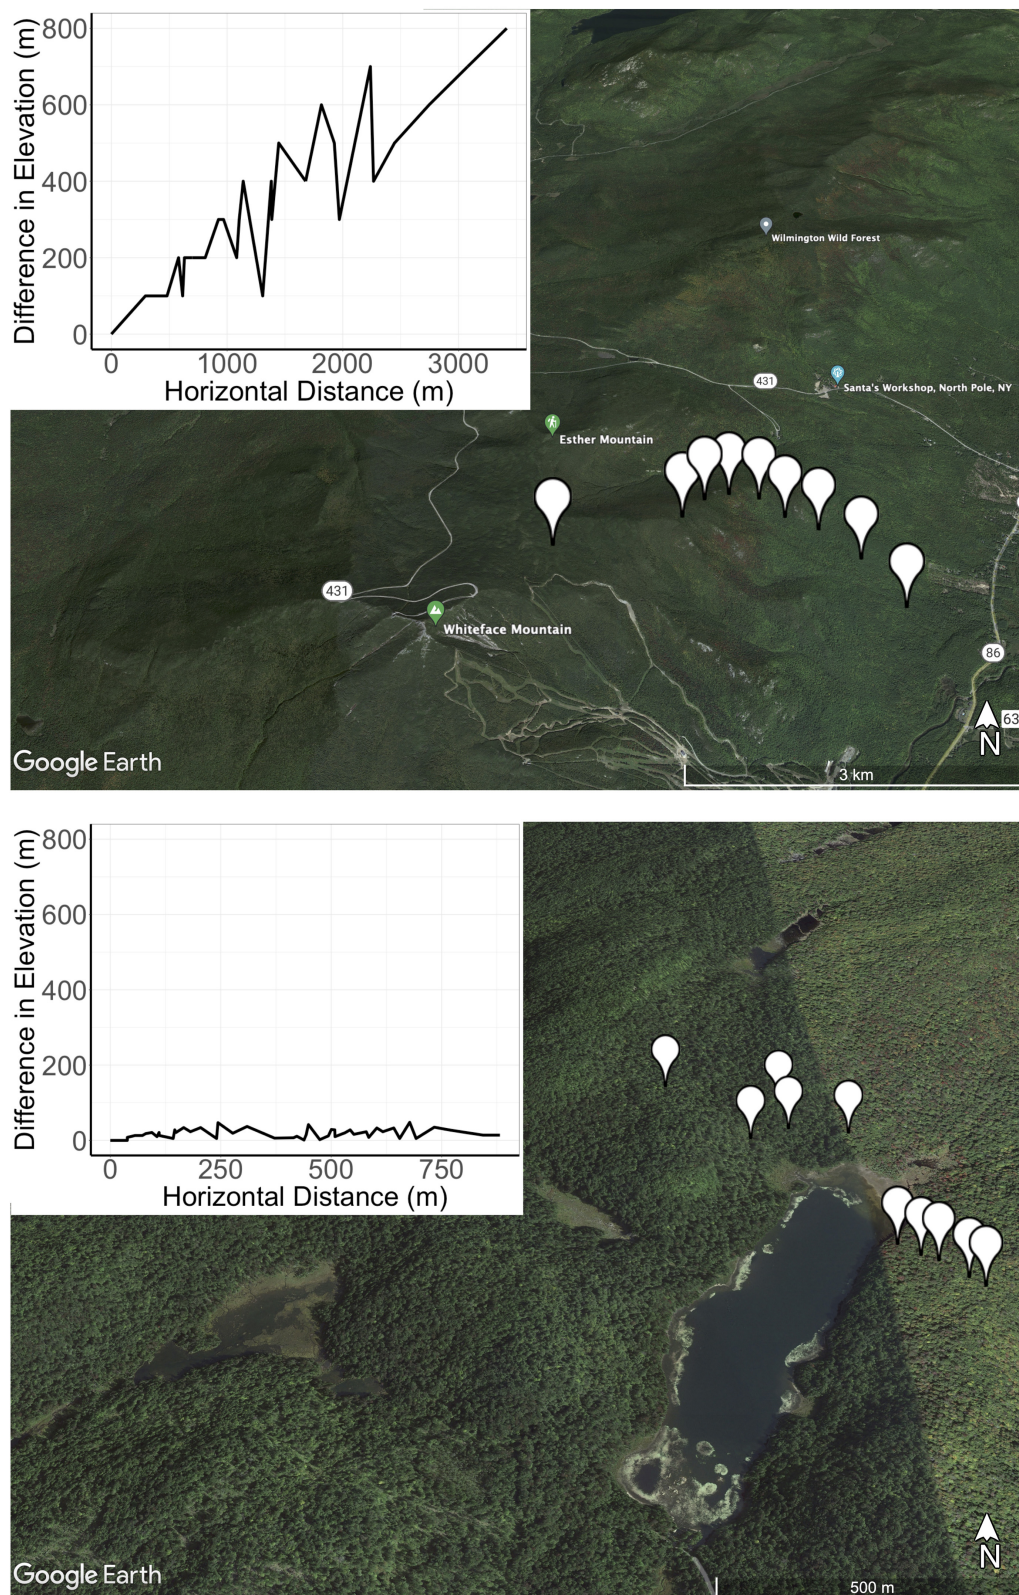 Difference in Elevation (m)
800
600
400
200
0
0 1000 2000 3000
Horizontal Distance (m)
Wilmington Wild Forest
431
Santa's Workshop, North Pole, NY
Esther Mountain
431
Whiteface Mountain
86
63
N
Google Earth
3 km
Difference in Elevation (m)
800
600
400
200
0
0 250 500 750
Horizontal Distance (m)
N
Google Earth
500 m